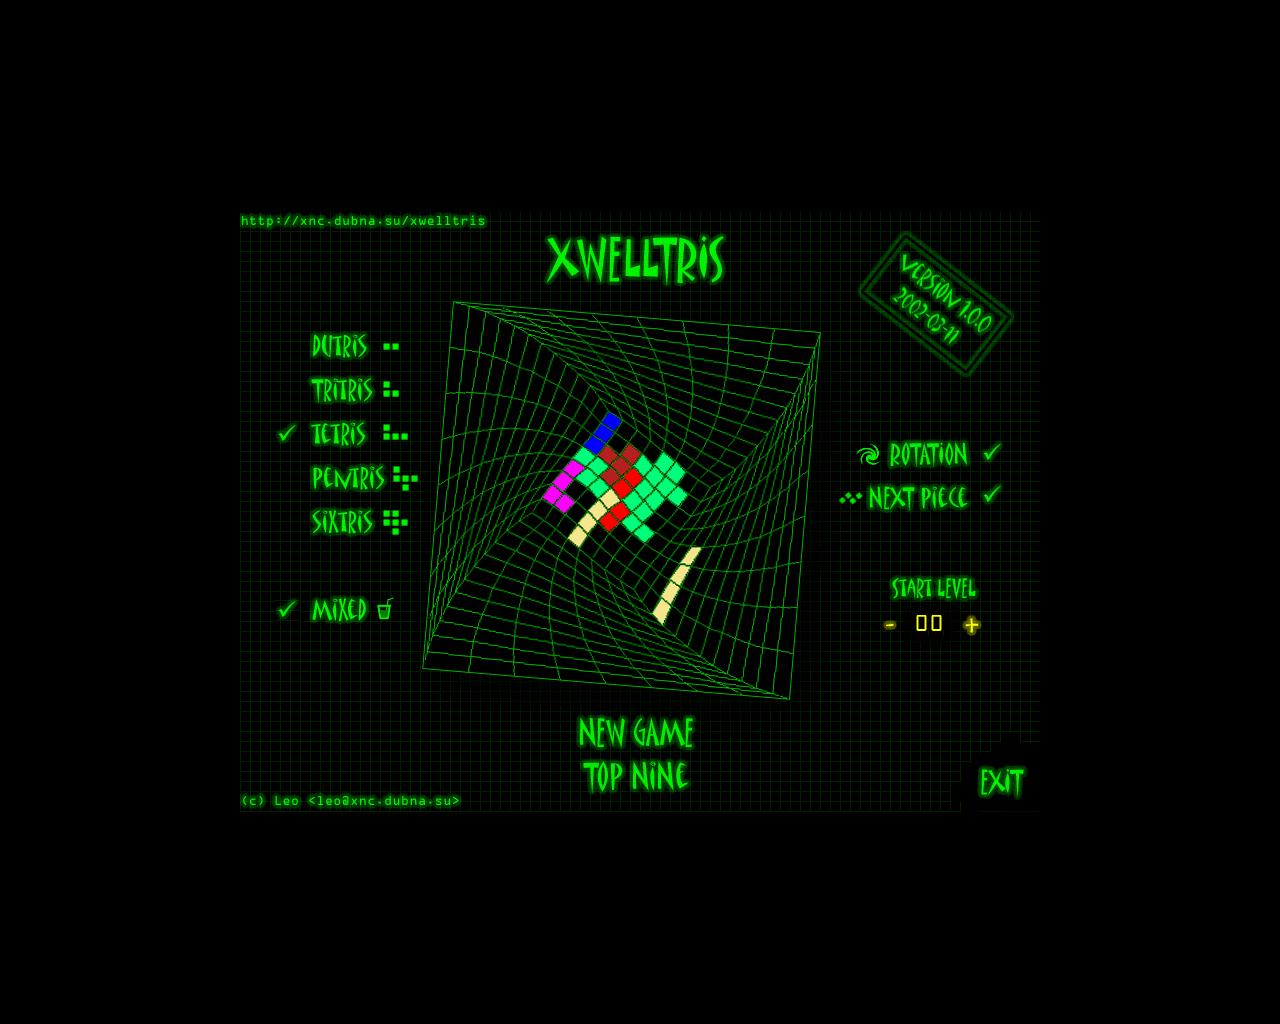 http://xnc.dubna.su/xwelltris
XWELLTRIS
VERSION 1.0.0
2002-03-11
DUTRIS
TRITRIS
TETRIS
PENTRIS
SIXTRIS
MIXED
ROTATION
NEXT PIECE
START LEVEL
- 00 +
NEW GAME
TOP NINE
EXIT
(c) Leo <leo@xnc.dubna.su>